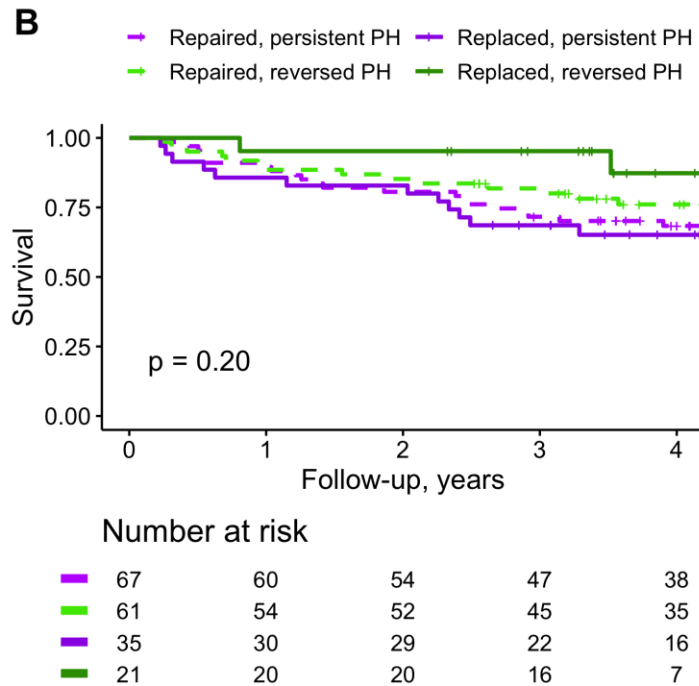 B
Repaired, persistent PH Replaced, persistent PH
Repaired, reversed PH Replaced, reversed PH
1.00
0.75
0.50
0.25
0.00
Survival
p = 0.20
0 1 2 3 4
Follow-up, years
Number at risk
67 60 54 47 38
61 54 52 45 35
35 30 29 22 16
21 20 20 16 7